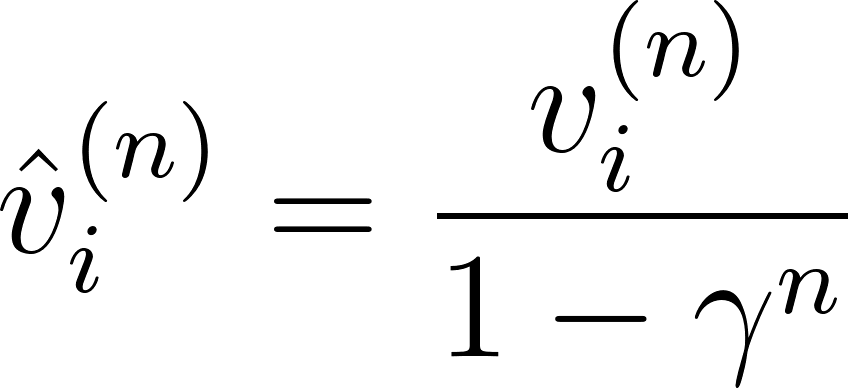 \hat{v}_i^{(n)} = \frac{v_i^{(n)}}{1 - \gamma^n}